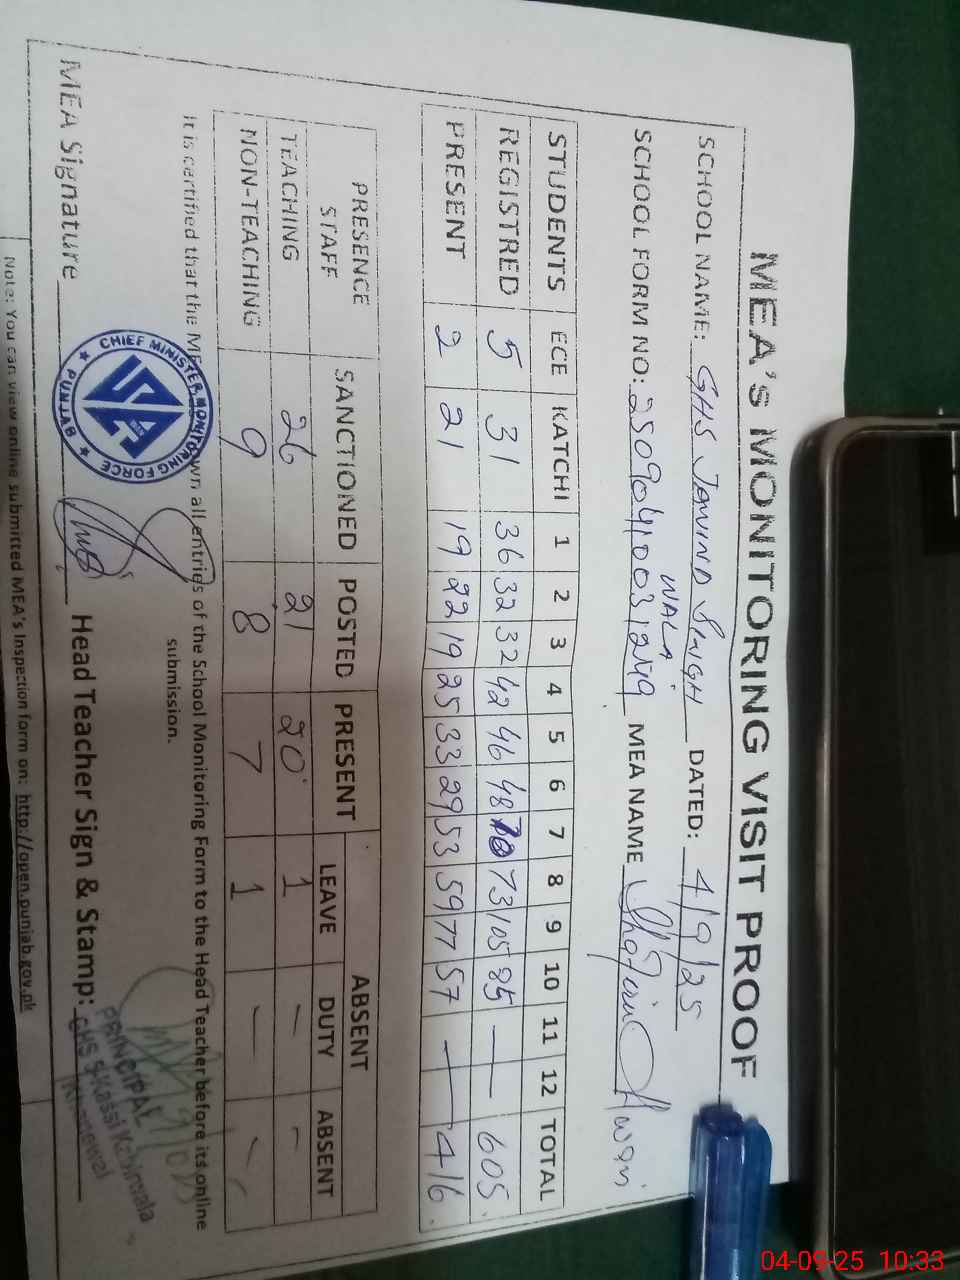 MEA'S MONITORING VISIT PROOF
SCHOOL NAME: GHS JAVIND SINGH WALA DATED: 4/9/25
SCHOOL FORM NO: MEA NAME
STUDENTS ECE KATCHI 1 2 3 4 5 6 7 8 9 10 11 12 TOTAL
REGISTRED 5 31 36 32 32 42 46 48 70 73 105 85 — 605
PRESENT 2 21 19 22 19 25 33 29 53 59 77 57 — 416
PRESENCE STAFF SANCTIONED POSTED PRESENT ABSENT
LEAVE DUTY ABSENT
TEACHING 26 21 20 1 — –
NON-TEACHING 9 8 7 1 — –
It is certified that the MEA shown all entries of the School Monitoring Form to the Head Teacher before its online
submission.
MEA Signature Head Teacher Sign & Stamp:
CHIEF MINISTER MONITORING FORCE
PUNJAB
PRINCIPAL
GHS 5-Kassi Kabirwala
(Khanewal)
Note: You can view online submitted MEA's Inspection form on: http://open.punjab.gov.pk
04-09-25 10:33